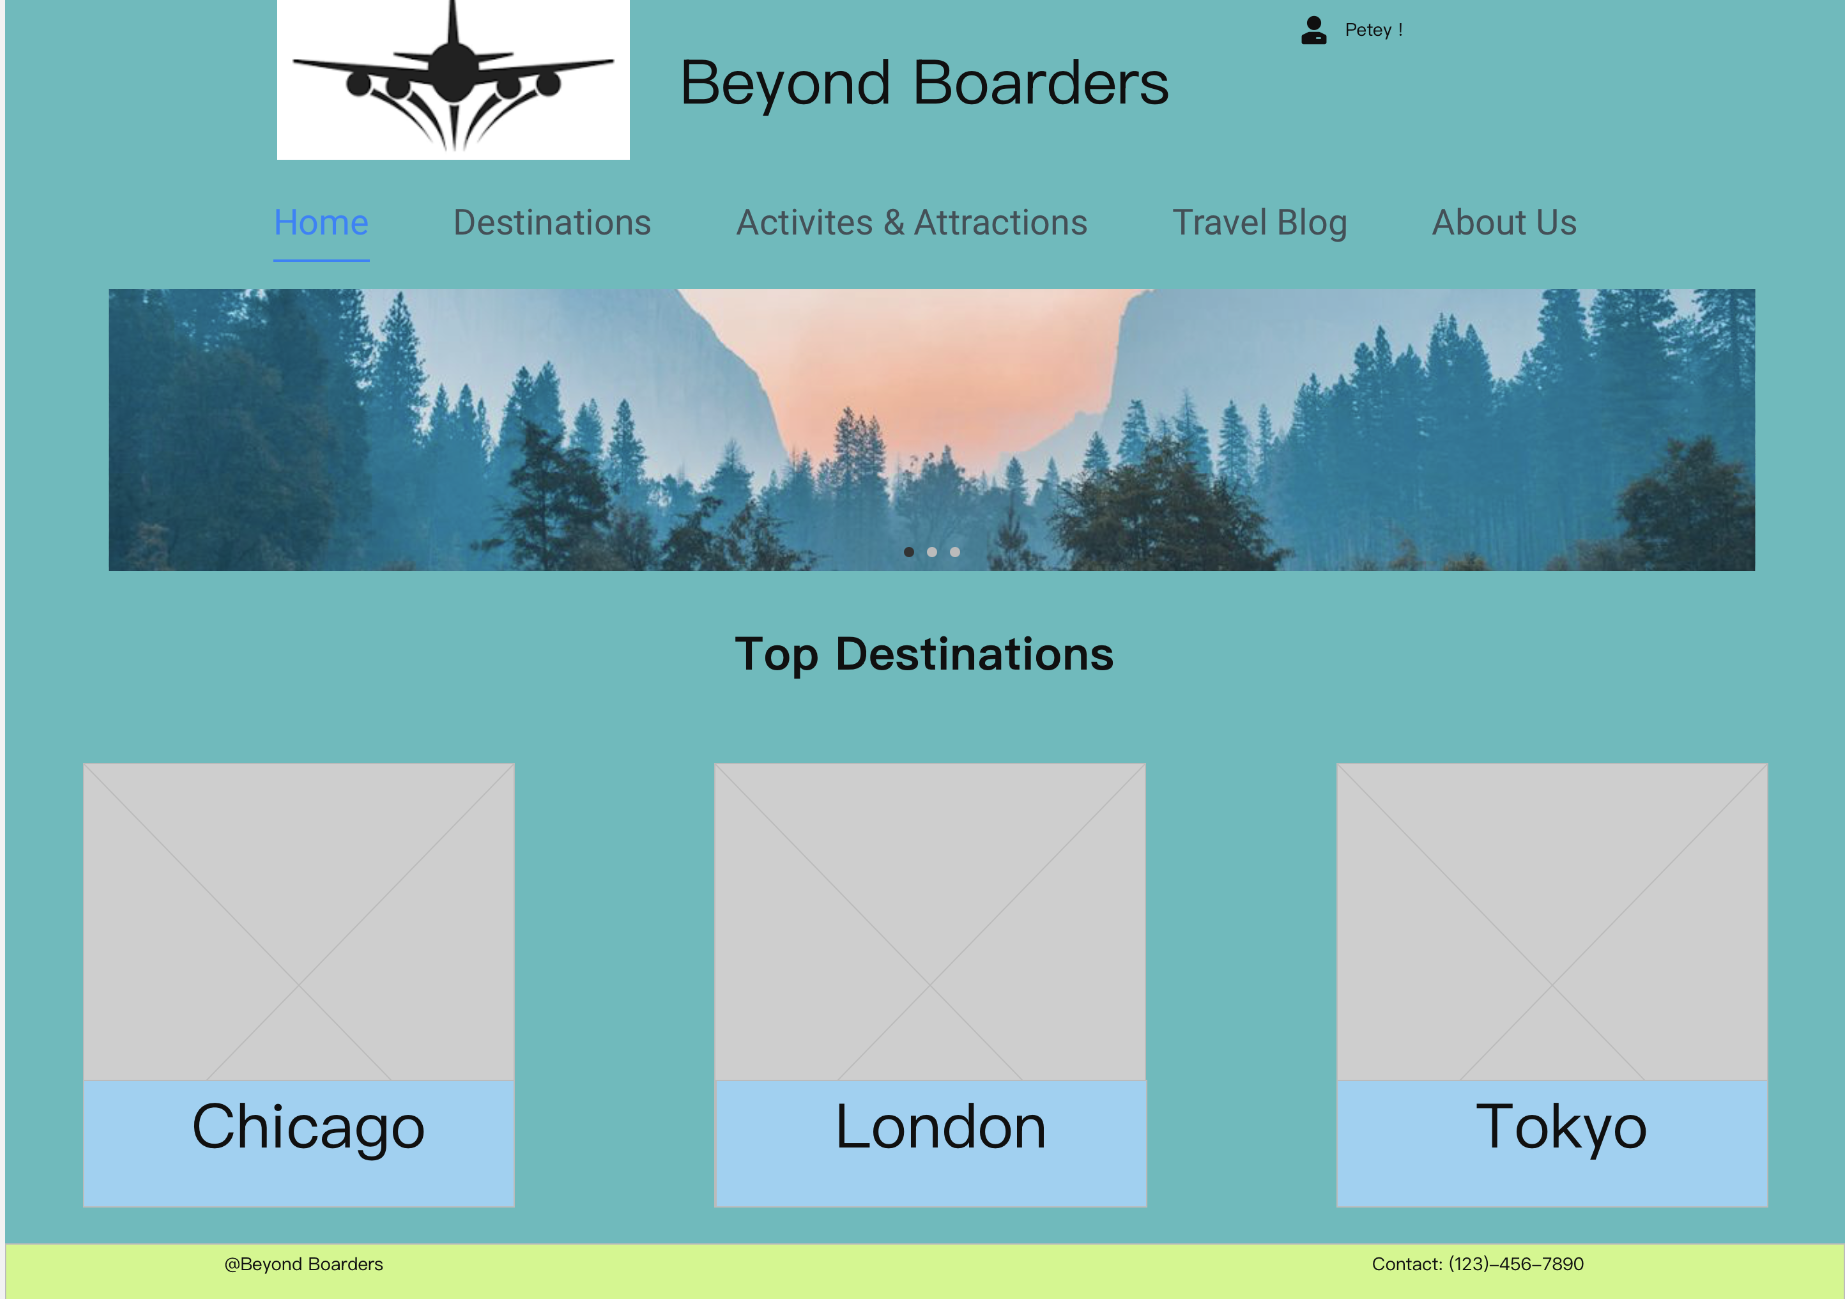 Petey !
Beyond Boarders
Home Destinations Activites & Attractions Travel Blog About Us
Top Destinations
Chicago London Tokyo
@Beyond Boarders Contact: (123)-456-7890